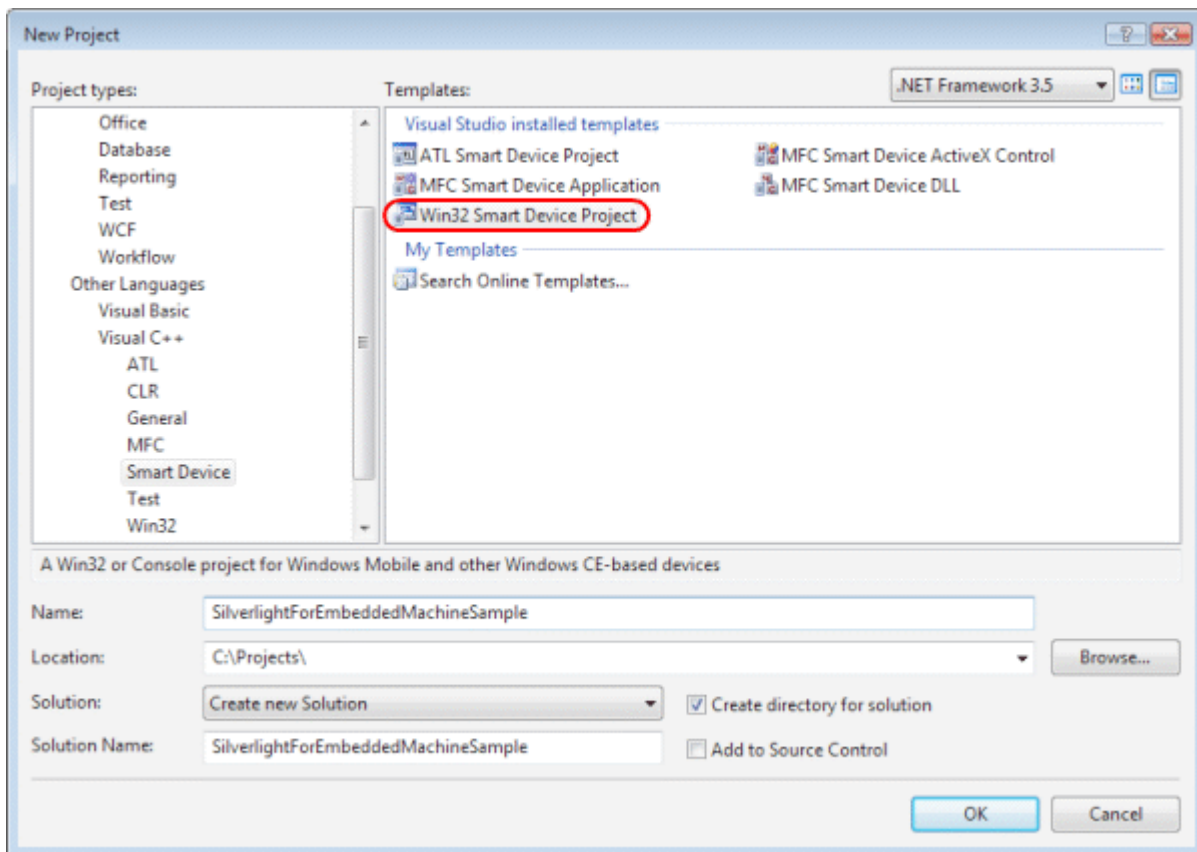 New Project
Project types:
Templates:
.NET Framework 3.5
Office
Database
Reporting
Test
WCF
Workflow
Other Languages
Visual Basic
Visual C++
ATL
CLR
General
MFC
Smart Device
Test
Win32
Visual Studio installed templates
ATL Smart Device Project
MFC Smart Device ActiveX Control
MFC Smart Device Application
MFC Smart Device DLL
Win32 Smart Device Project
My Templates
Search Online Templates...
A Win32 or Console project for Windows Mobile and other Windows CE-based devices
Name:
SilverlightForEmbeddedMachineSample
Location:
C:\Projects\
Browse...
Solution:
Create new Solution
Create directory for solution
Solution Name:
SilverlightForEmbeddedMachineSample
Add to Source Control
OK
Cancel